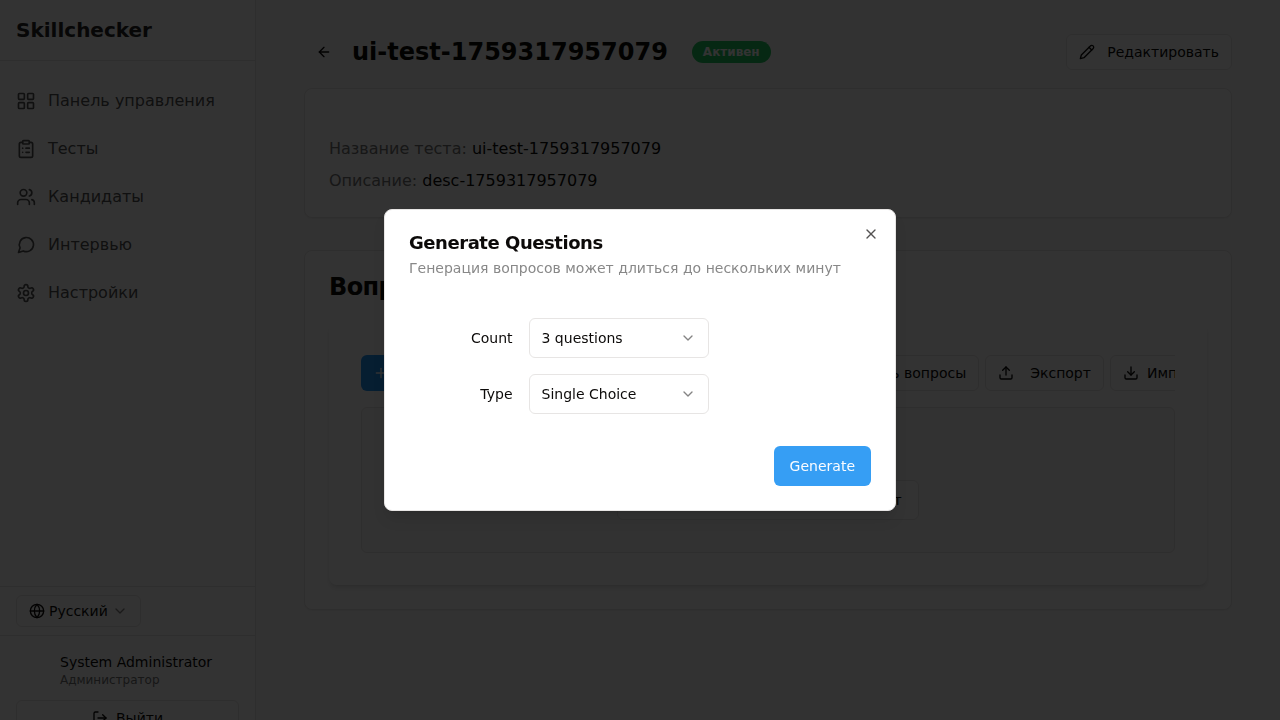 Skillchecker
ui-test-1759317957079
Активен
Редактировать
Панель управления
Тесты
Кандидаты
Интервью
Настройки
Название теста: ui-test-1759317957079
Описание: desc-1759317957079
Generate Questions
Генерация вопросов может длиться до нескольких минут
Count
3 questions
Type
Single Choice
Generate
вопросы
Экспорт
Русский
System Administrator
Администратор
Выйти